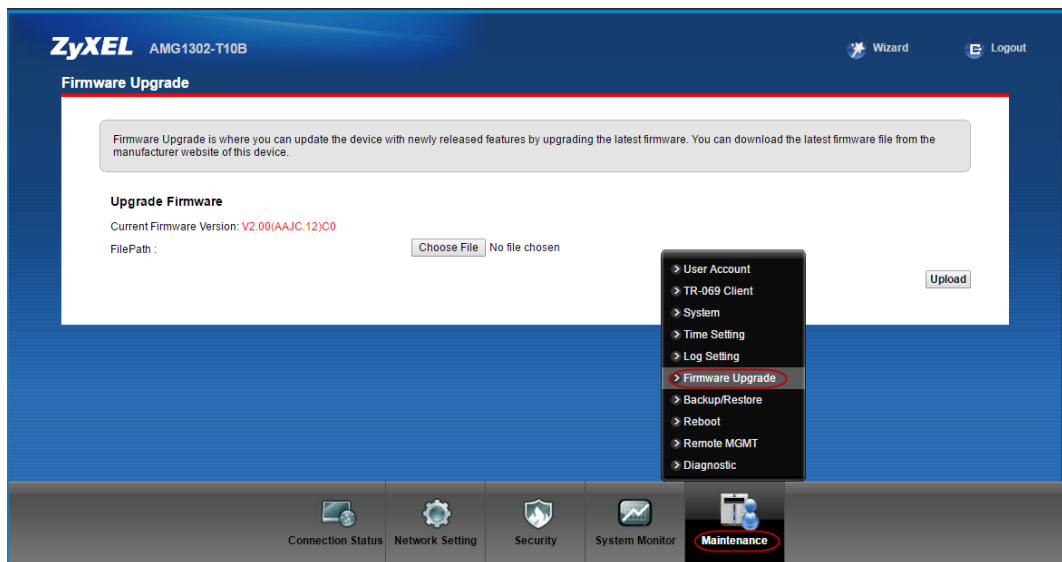 ZyXEL AMG1302-T10B
Wizard
Logout
Firmware Upgrade
Firmware Upgrade is where you can update the device with newly released features by upgrading the latest firmware. You can download the latest firmware file from the
manufacturer website of this device.
Upgrade Firmware
Current Firmware Version: V2.00(AAJC.12)C0
FilePath :
Choose File No file chosen
Upload
User Account
TR-069 Client
System
Time Setting
Log Setting
Firmware Upgrade
Backup/Restore
Reboot
Remote MGMT
Diagnostic
Connection Status
Network Setting
Security
System Monitor
Maintenance